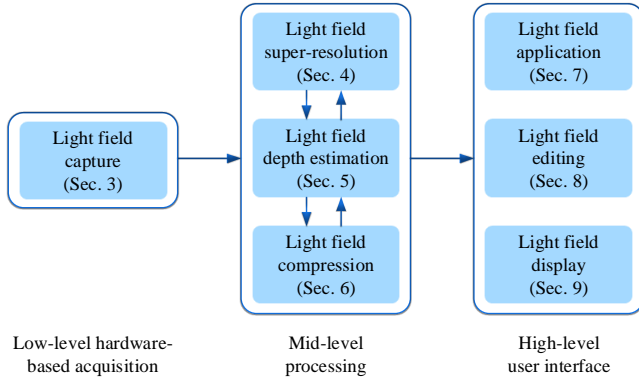 Light field
capture
(Sec. 3)
Light field
super-resolution
(Sec. 4)
Light field
depth estimation
(Sec. 5)
Light field
compression
(Sec. 6)
Light field
application
(Sec. 7)
Light field
editing
(Sec. 8)
Light field
display
(Sec. 9)
Low-level hardware-
based acquisition
Mid-level
processing
High-level
user interface